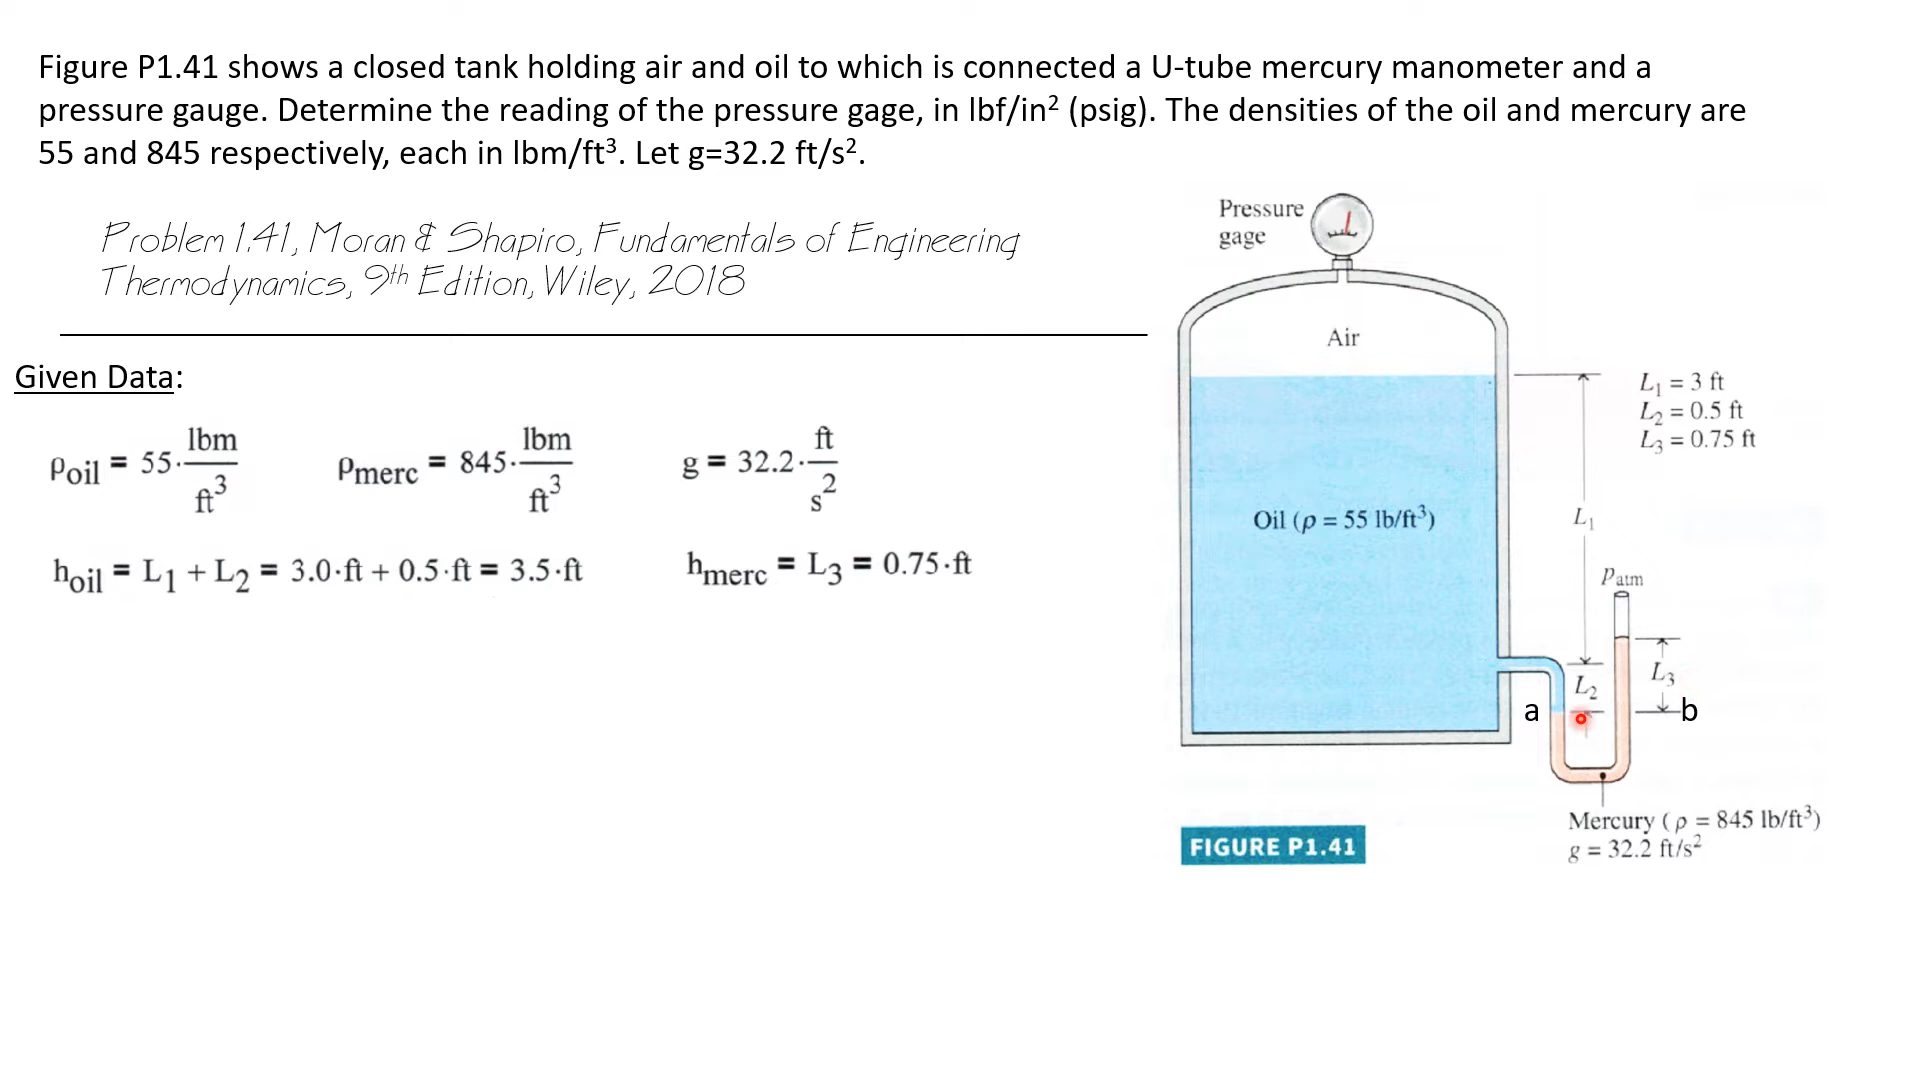 Figure P1.41 shows a closed tank holding air and oil to which is connected a U-tube mercury manometer and a
pressure gauge. Determine the reading of the pressure gage, in lbf/in² (psig). The densities of the oil and mercury are
55 and 845 respectively, each in lbm/ft³. Let g=32.2 ft/s².
Problem 1.41, Moran & Shapiro, Fundamentals of Engineering
Thermodynamics, 9th Edition, Wiley, 2018
Given Data:
ρoil = 55·lbm/ft³ ρmerc = 845·lbm/ft³ g = 32.2·ft/s²
hoil = L₁ + L₂ = 3.0·ft + 0.5·ft = 3.5·ft hmerc = L₃ = 0.75·ft
Pressure
gage
Air
L₁ = 3 ft
L₂ = 0.5 ft
L₃ = 0.75 ft
Oil (ρ = 55 lb/ft³)
L₁
Patm
L₃
L₂
a
b
Mercury (ρ = 845 lb/ft³)
g = 32.2 ft/s²
FIGURE P1.41